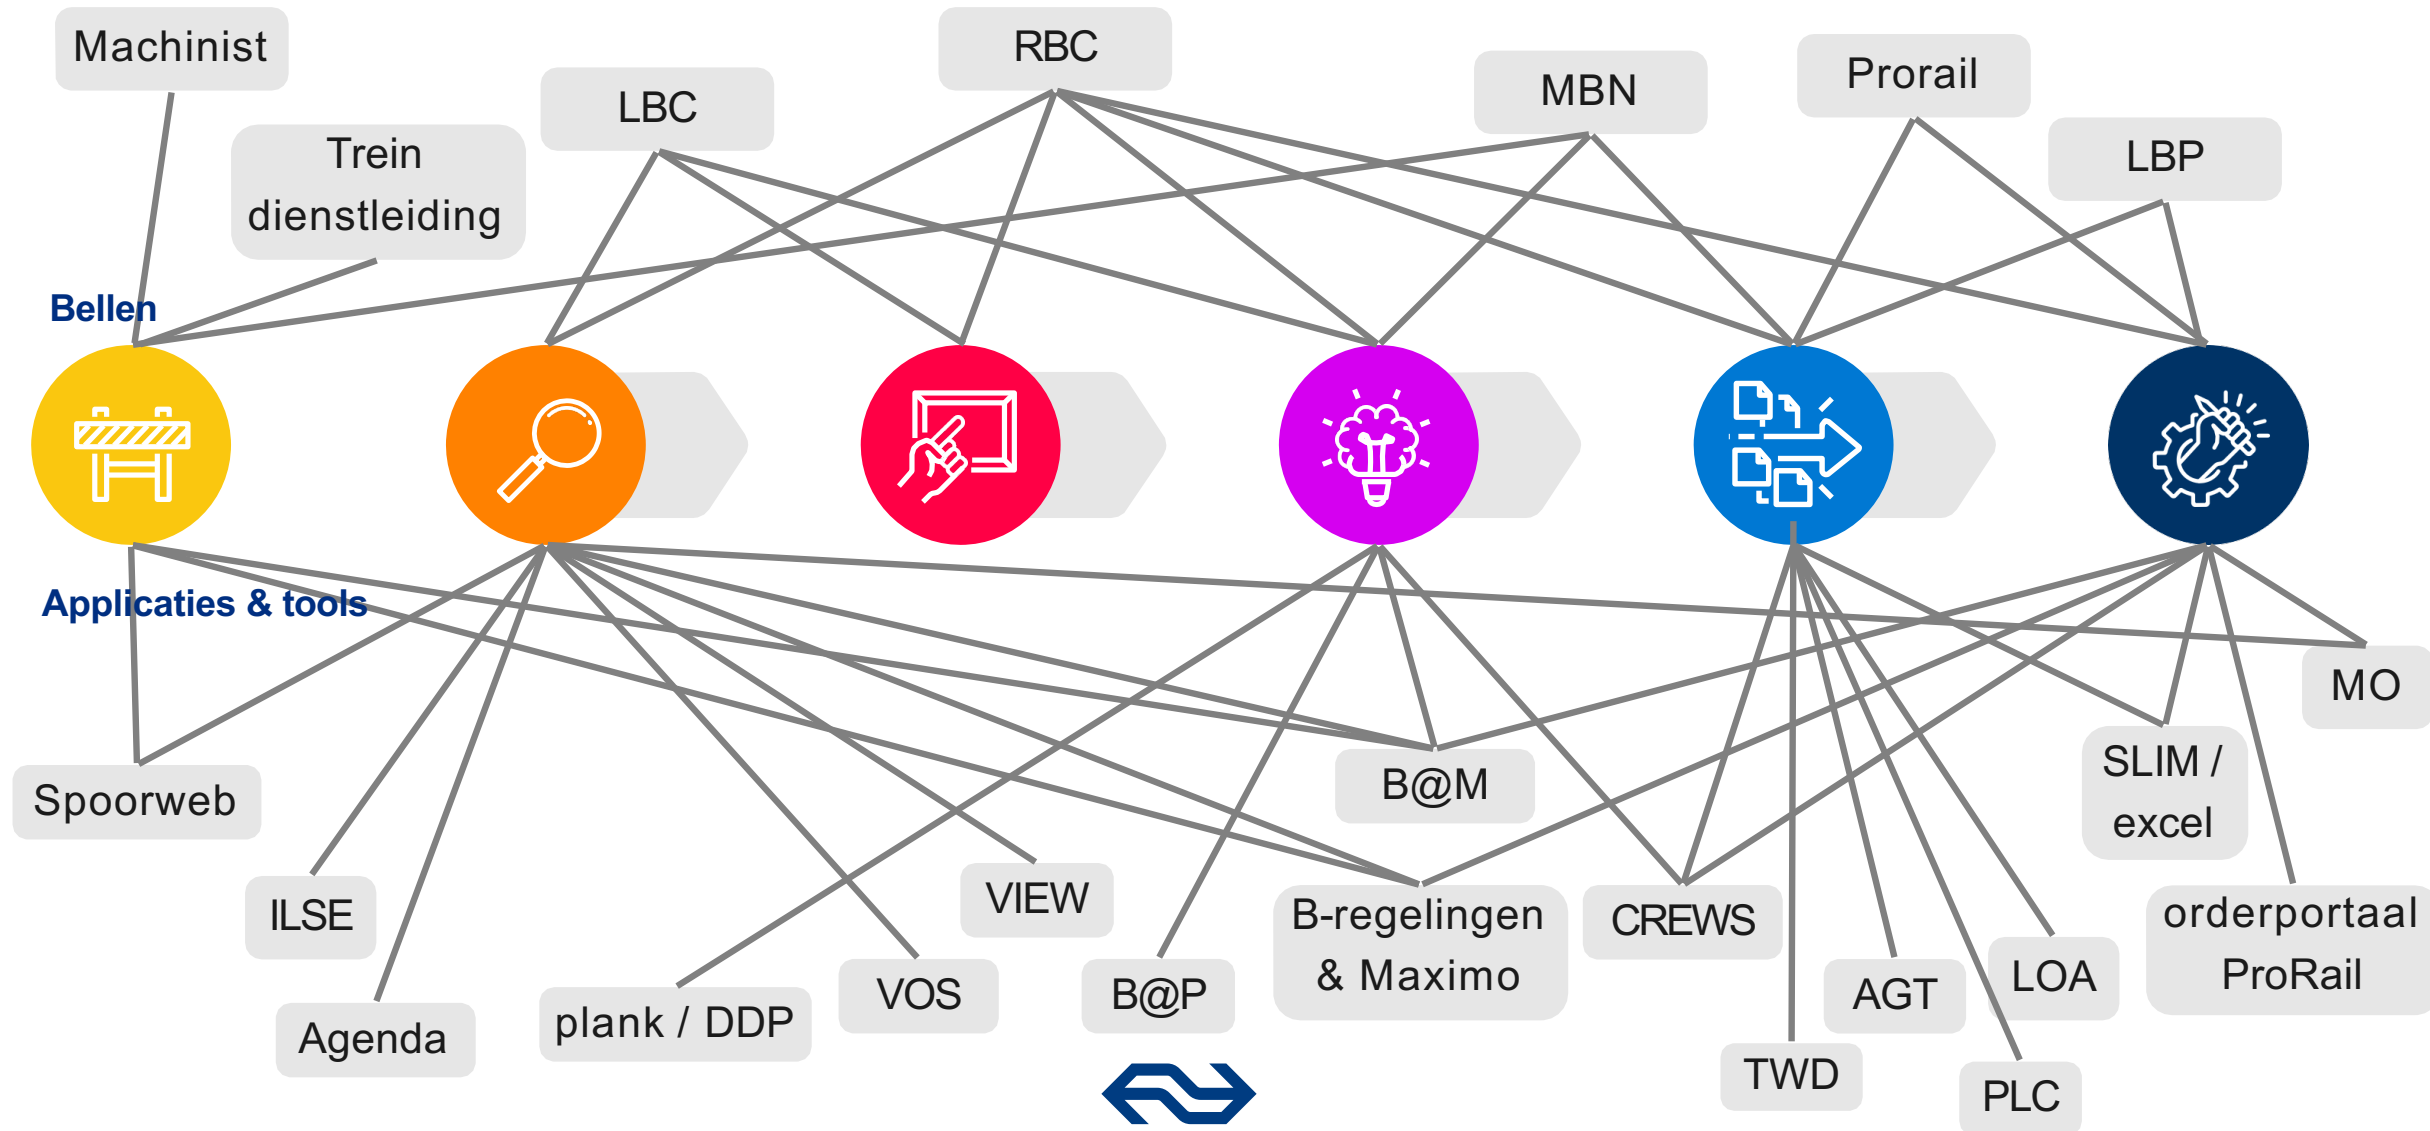 Machinist
RBC
Prorail
MBN
LBC
Trein
dienstleiding
LBP
Bellen
Applicaties & tools
MO
SLIM /
excel
Spoorweb
B@M
VIEW
ILSE
B-regelingen
& Maximo
CREWS
orderportaal
ProRail
Agenda
plank / DDP
VOS
B@P
AGT
LOA
TWD
PLC